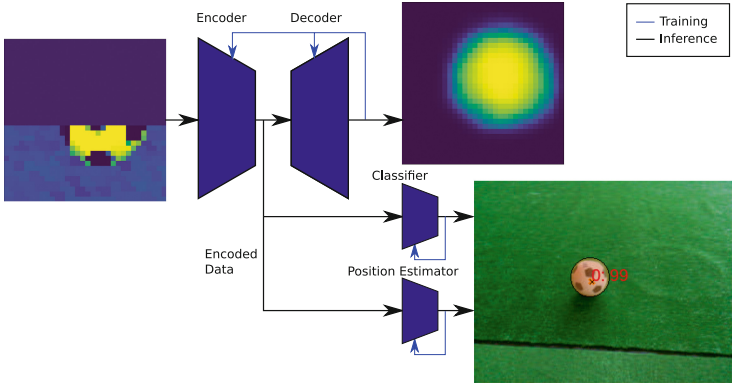 Encoder
Decoder
Training
Inference
Classifier
Encoded
Data
Position Estimator
0.99